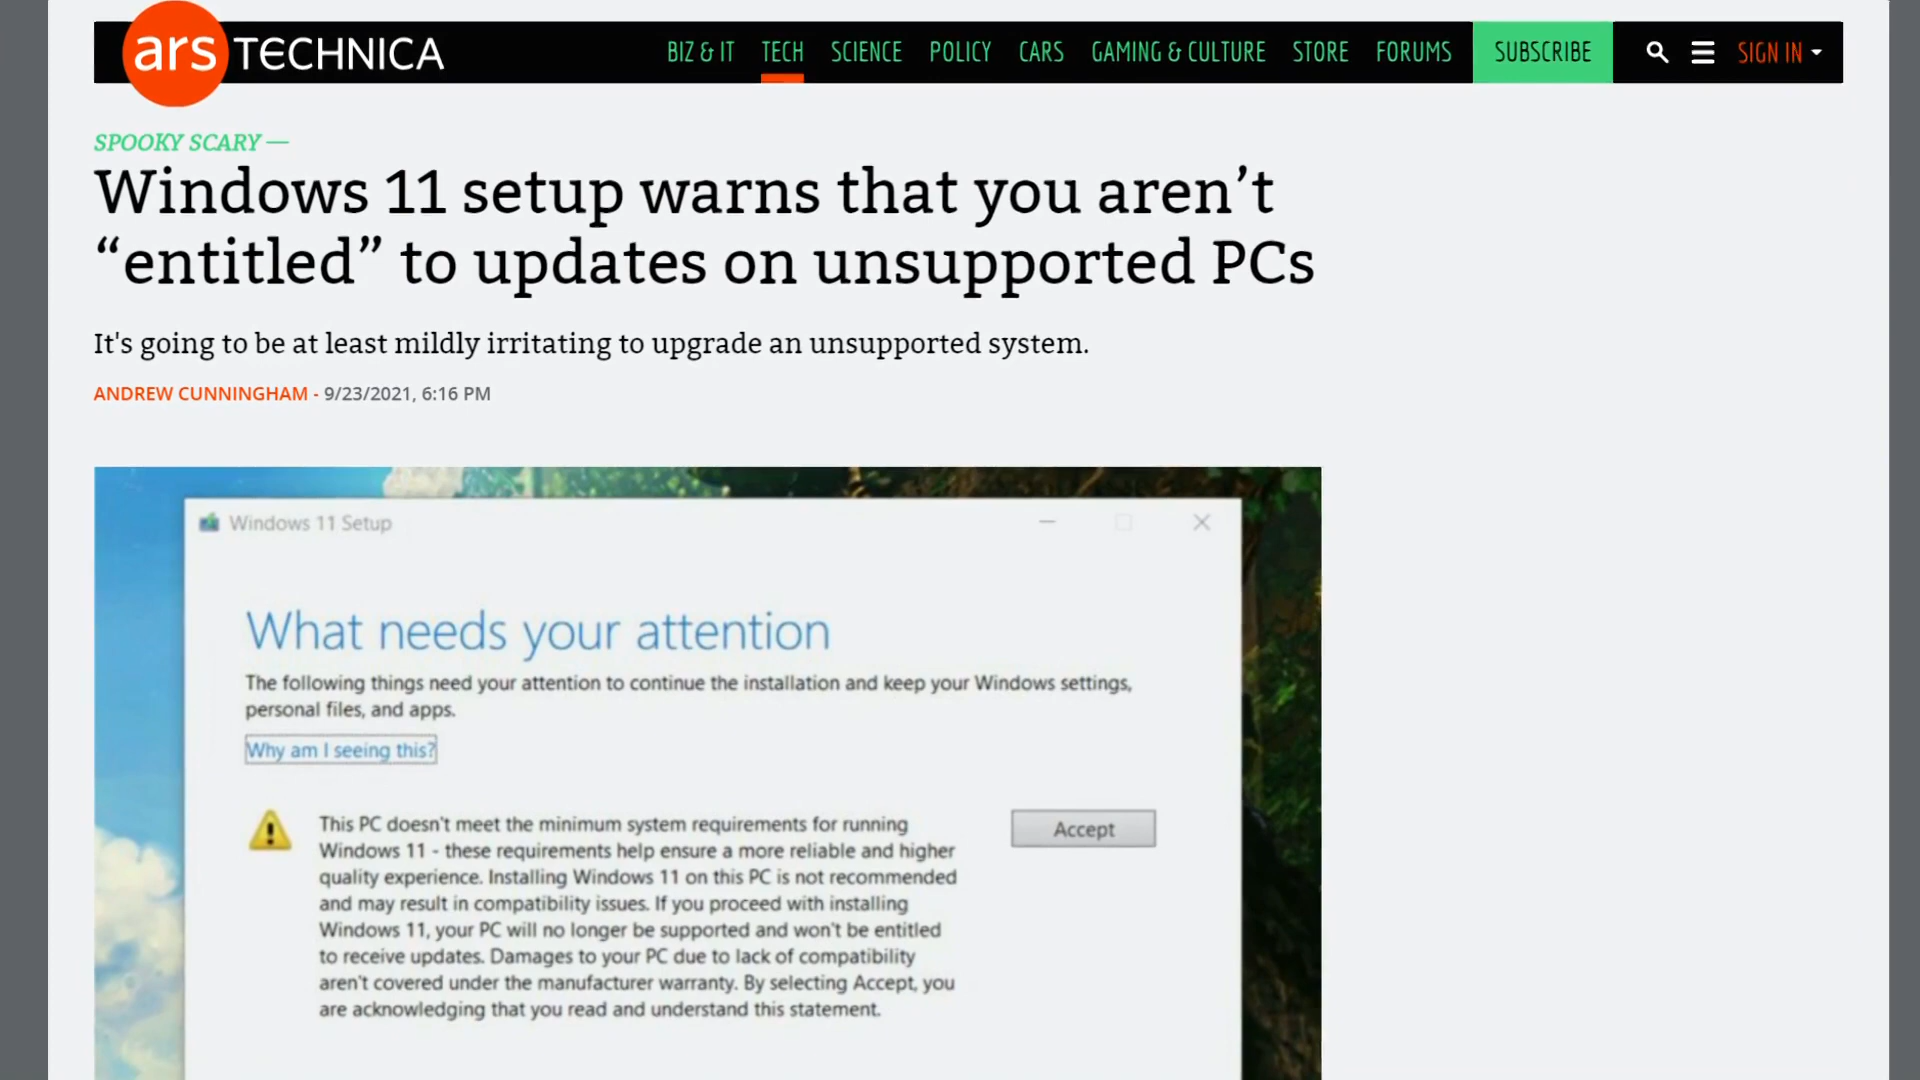 ars TECHNICA
BIZ & IT TECH SCIENCE POLICY CARS GAMING & CULTURE STORE FORUMS SUBSCRIBE SIGN IN
SPOOKY SCARY —
Windows 11 setup warns that you aren’t
“entitled” to updates on unsupported PCs
It's going to be at least mildly irritating to upgrade an unsupported system.
ANDREW CUNNINGHAM - 9/23/2021, 6:16 PM
Windows 11 Setup
What needs your attention
The following things need your attention to continue the installation and keep your Windows settings,
personal files, and apps.
Why am I seeing this?
This PC doesn't meet the minimum system requirements for running
Windows 11 - these requirements help ensure a more reliable and higher
quality experience. Installing Windows 11 on this PC is not recommended
and may result in compatibility issues. If you proceed with installing
Windows 11, your PC will no longer be supported and won't be entitled
to receive updates. Damages to your PC due to lack of compatibility
aren't covered under the manufacturer warranty. By selecting Accept, you
are acknowledging that you read and understand this statement.
Accept